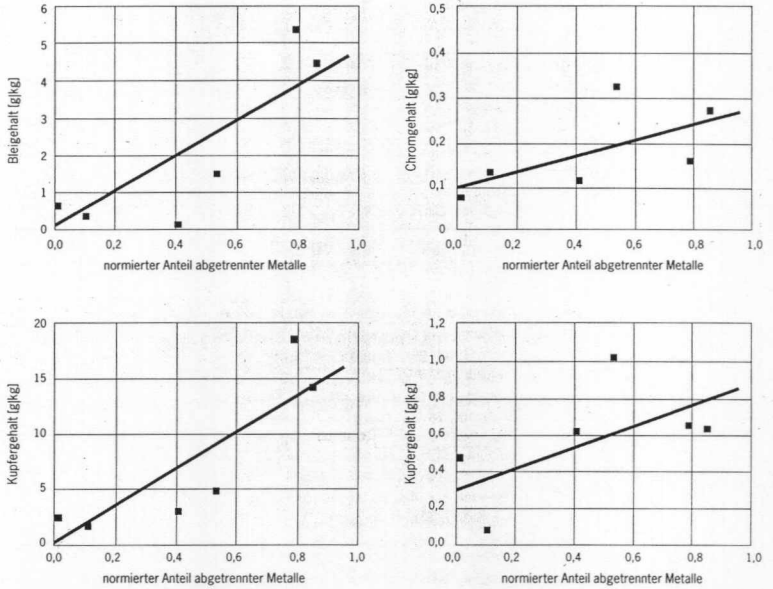 Bleigehalt [g|kg]
6
5
4
3
2
1
0
0,0 0,2 0,4 0,6 0,8 1,0
normierter Anteil abgetrennter Metalle
Chromgehalt [g|kg]
0,5
0,4
0,3
0,2
0,1
0
0,0 0,2 0,4 0,6 0,8 1,0
normierter Anteil abgetrennter Metalle
Kupfergehalt [g|kg]
20
15
10
5
0
0,0 0,2 0,4 0,6 0,8 1,0
normierter Anteil abgetrennter Metalle
Kupfergehalt [g|kg]
1,2
1,0
0,8
0,6
0,4
0,2
0,0
0,0 0,2 0,4 0,6 0,8 1,0
normierter Anteil abgetrennter Metalle